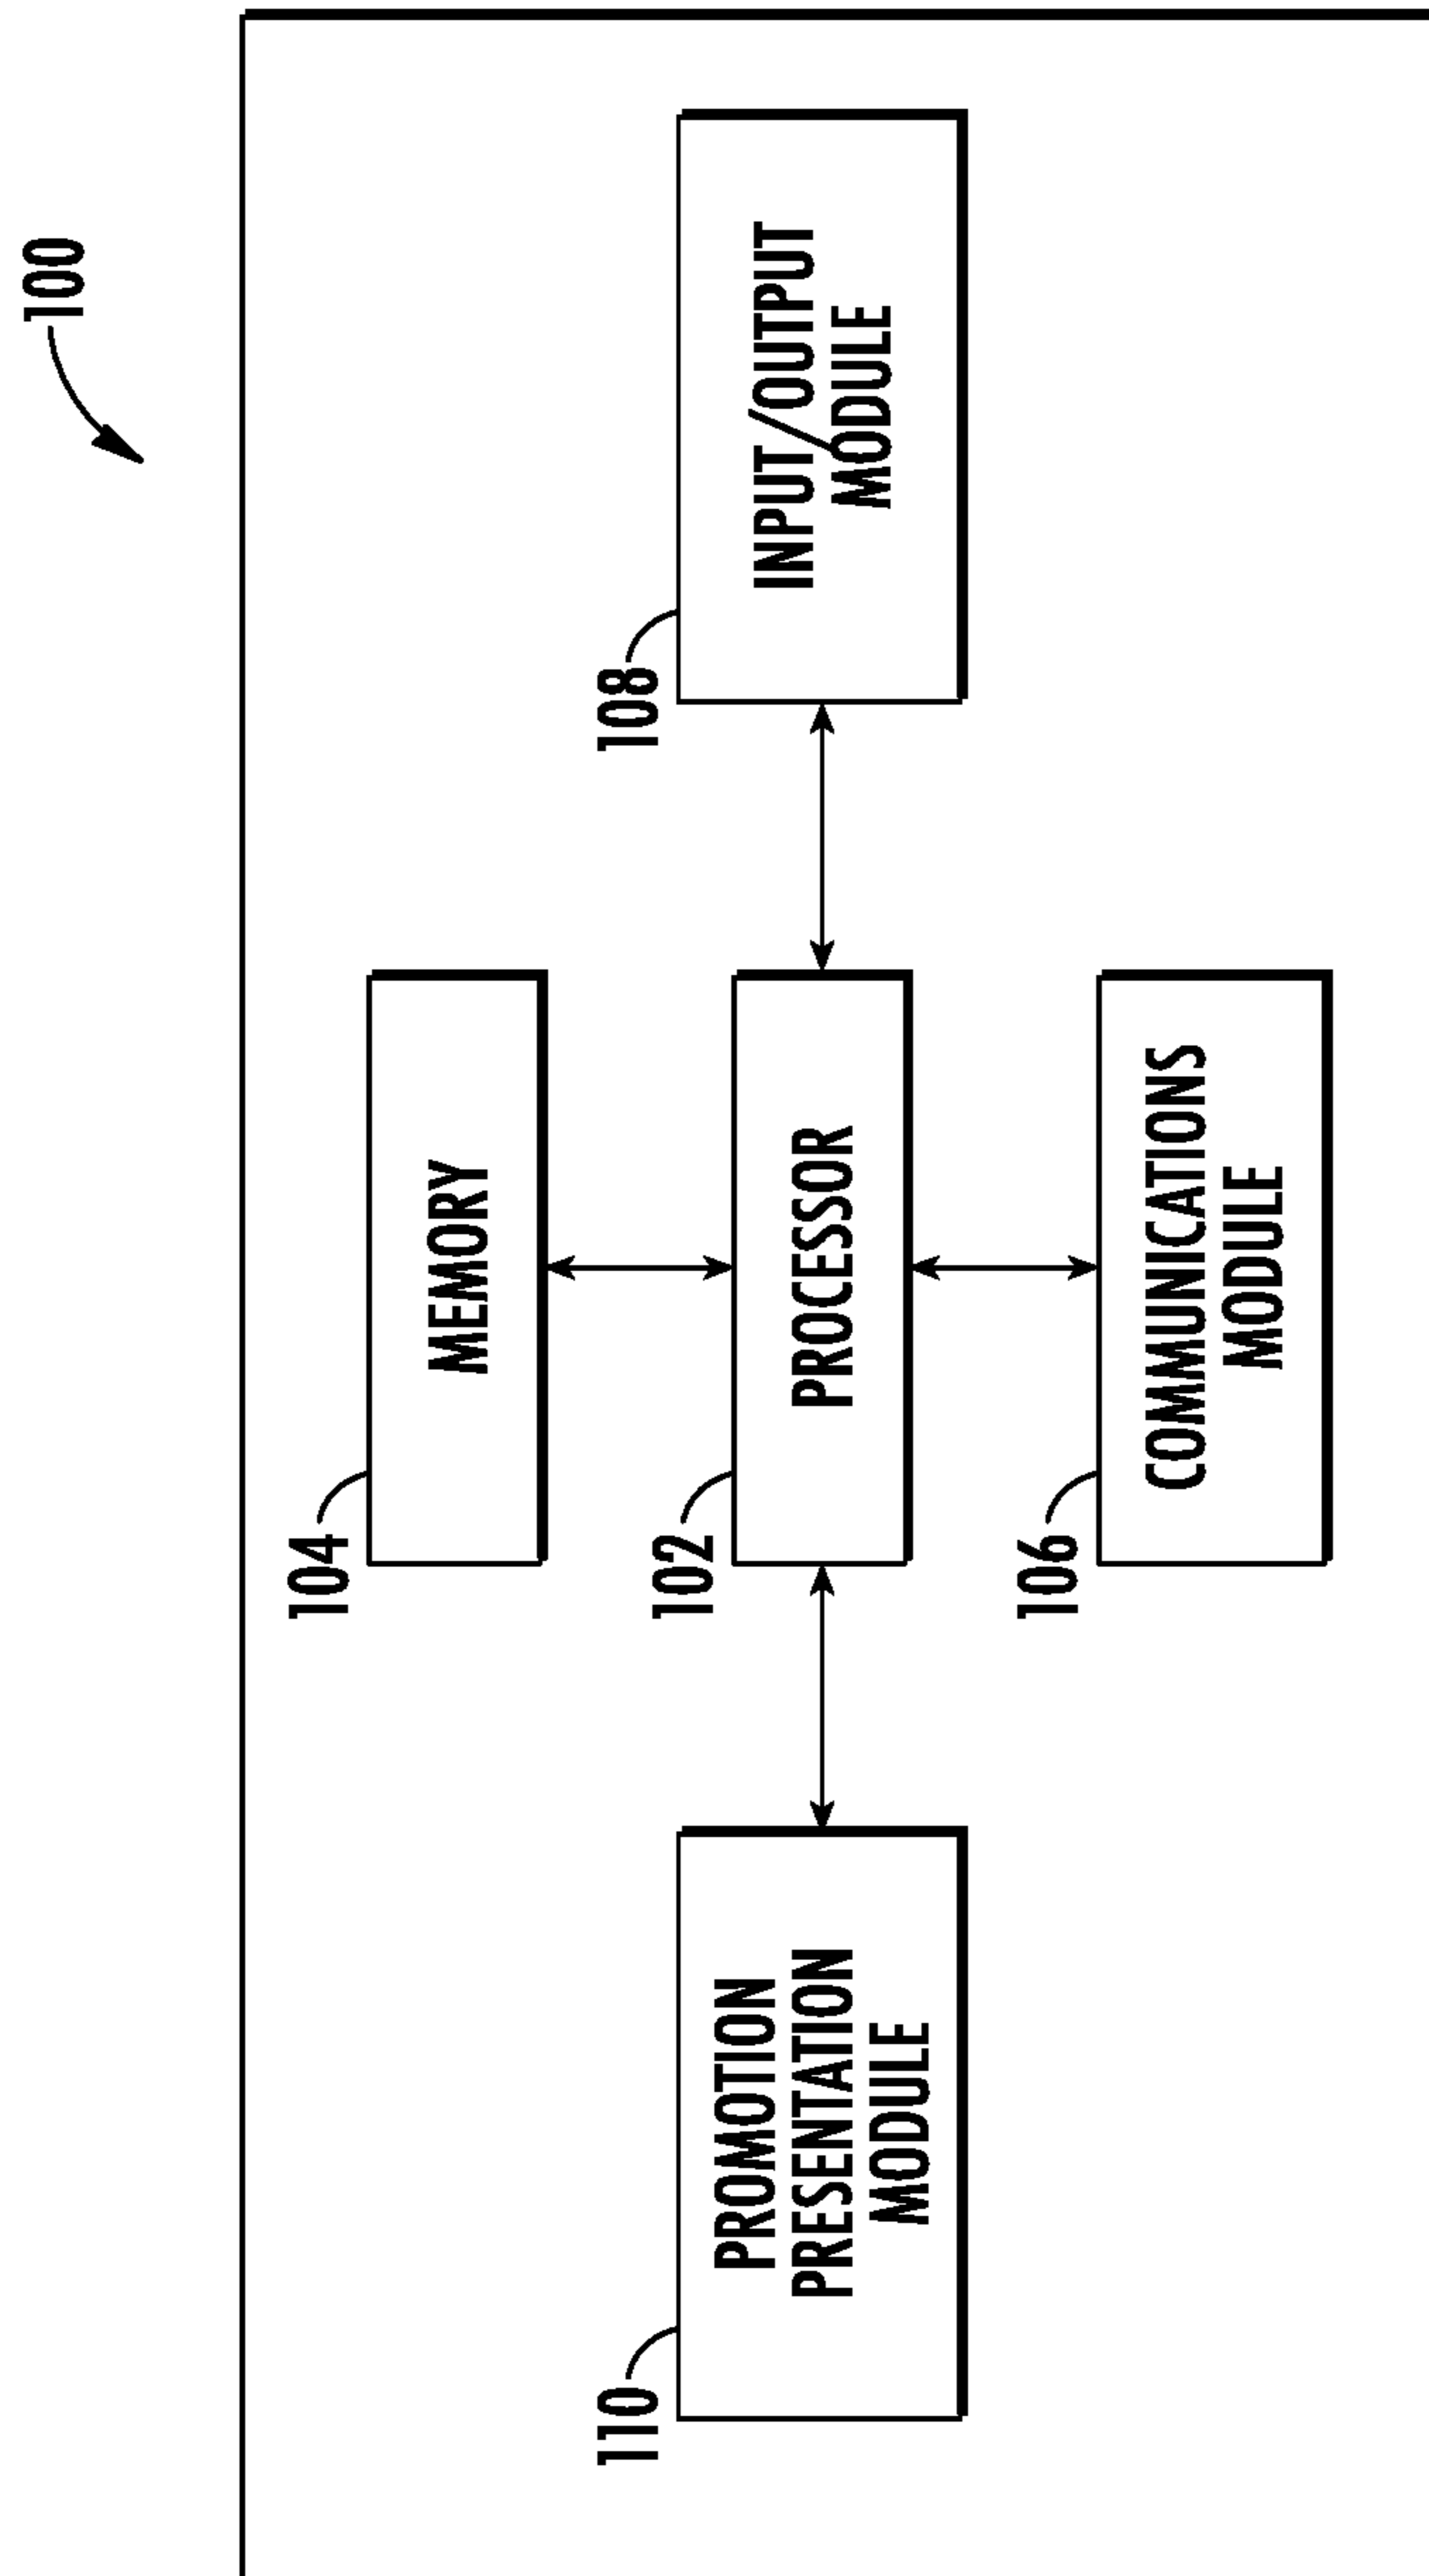 100
104
MEMORY
110
PROMOTION
PRESENTATION
MODULE
102
PROCESSOR
108
INPUT/OUTPUT
MODULE
106
COMMUNICATIONS
MODULE